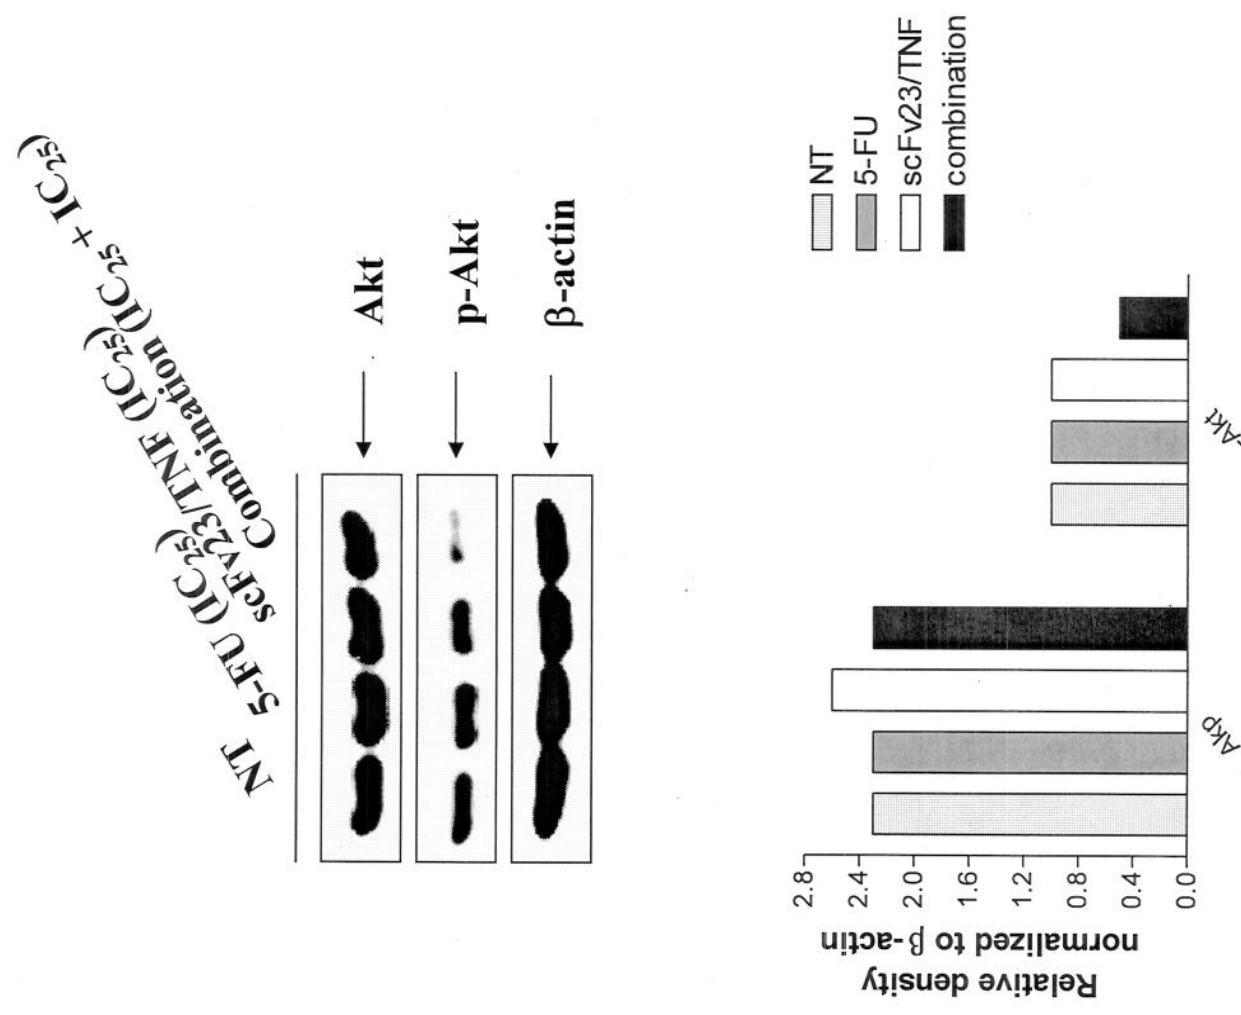 NT
5-FU (IC25)
scFv23/TNF (IC25)
Combination (IC25 + IC25)
Akt
p-Akt
β-actin
Relative density
normalized to β-actin
2.8
2.4
2.0
1.6
1.2
0.8
0.4
0.0
Akp
-Akt
NT
5-FU
scFv23/TNF
combination